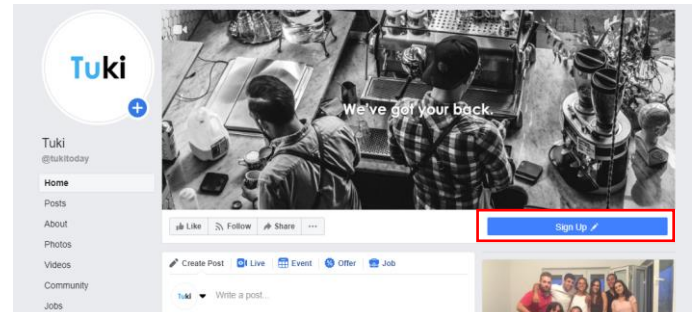 Tuki
We've got your back.
Tuki
@tukitoday
Home
Posts
About
Photos
Videos
Community
Jobs
Like Follow Share ...
Sign Up
Create Post Live Event Offer Job
Tuki Write a post...